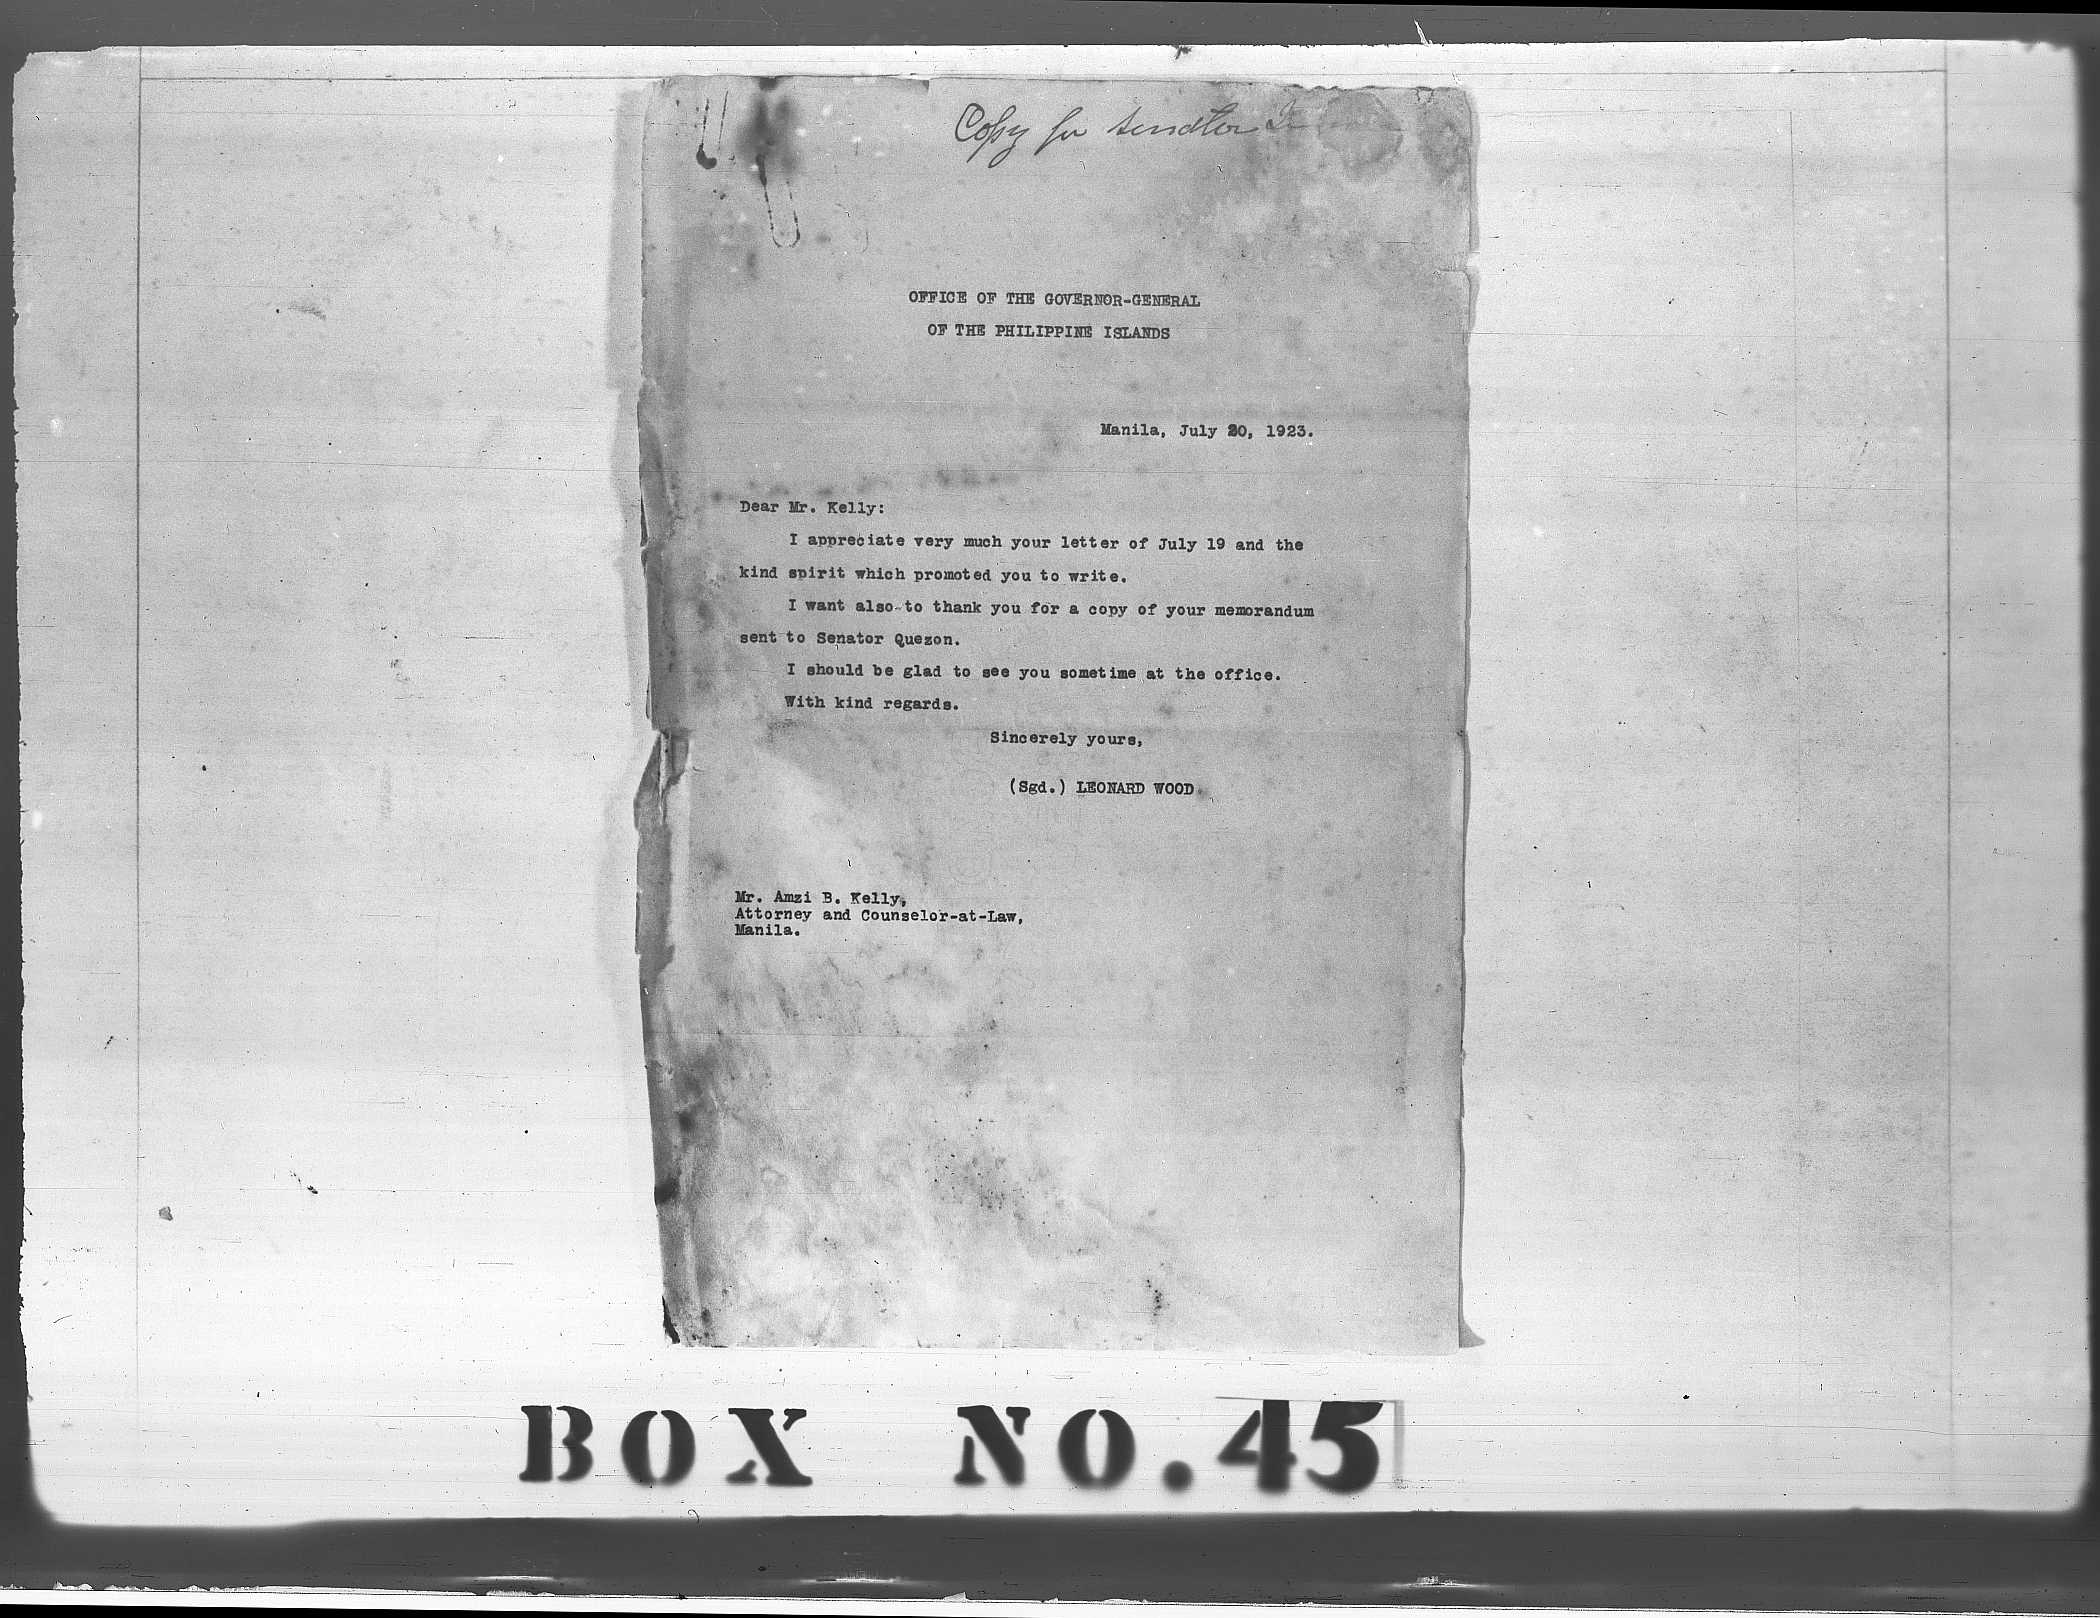 Copy for Senator
OFFICE OF THE GOVERNOR-GENERAL
OF THE PHILIPPINE ISLANDS
Manila, July 20, 1923.
Dear Mr. Kelly:
I appreciate very much your letter of July 19 and the
kind spirit which promoted you to write.
I want also to thank you for a copy of your memorandum
sent to Senator Quezon.
I should be glad to see you sometime at the office.
With kind regards.
Sincerely yours,
(Sgd.) LEONARD WOOD
Mr. Amzi B. Kelly,
Attorney and Counselor-at-Law,
Manila.
BOX NO.45